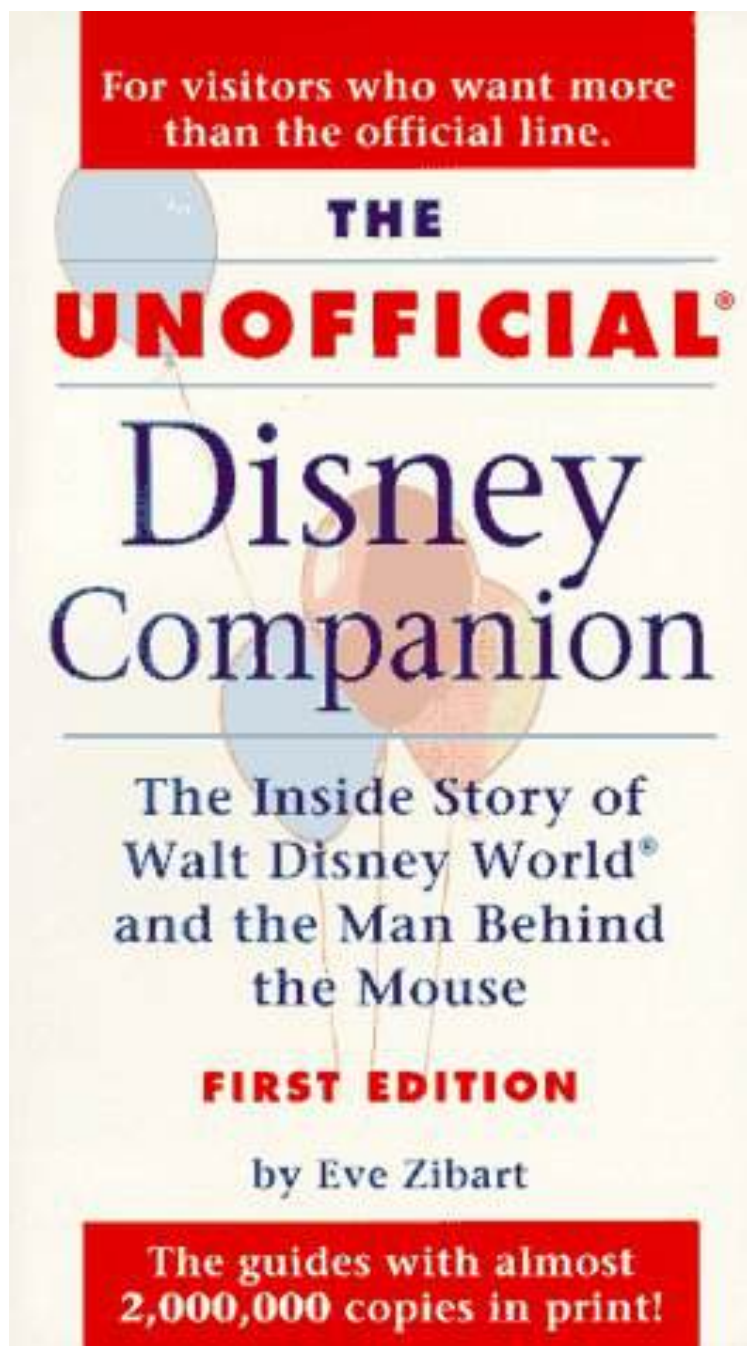 For visitors who want more
than the official line.
THE
UNOFFICIAL®
Disney
Companion
The Inside Story of
Walt Disney World®
and the Man Behind
the Mouse
FIRST EDITION
by Eve Zibart
The guides with almost
2,000,000 copies in print!